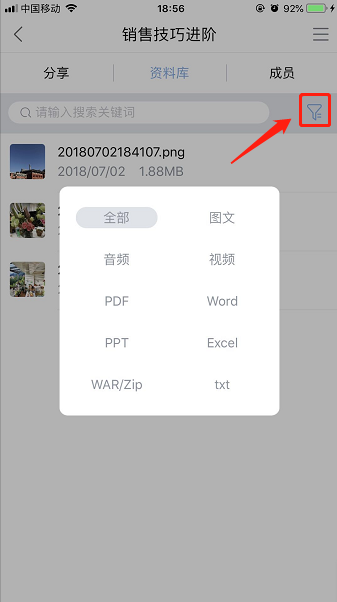 中国移动 18:56 92%
销售技巧进阶
分享 资料库 成员
请输入搜索关键词
20180702184107.png
2018/07/02 1.88MB
全部 图文
音频 视频
PDF Word
PPT Excel
WAR/Zip txt